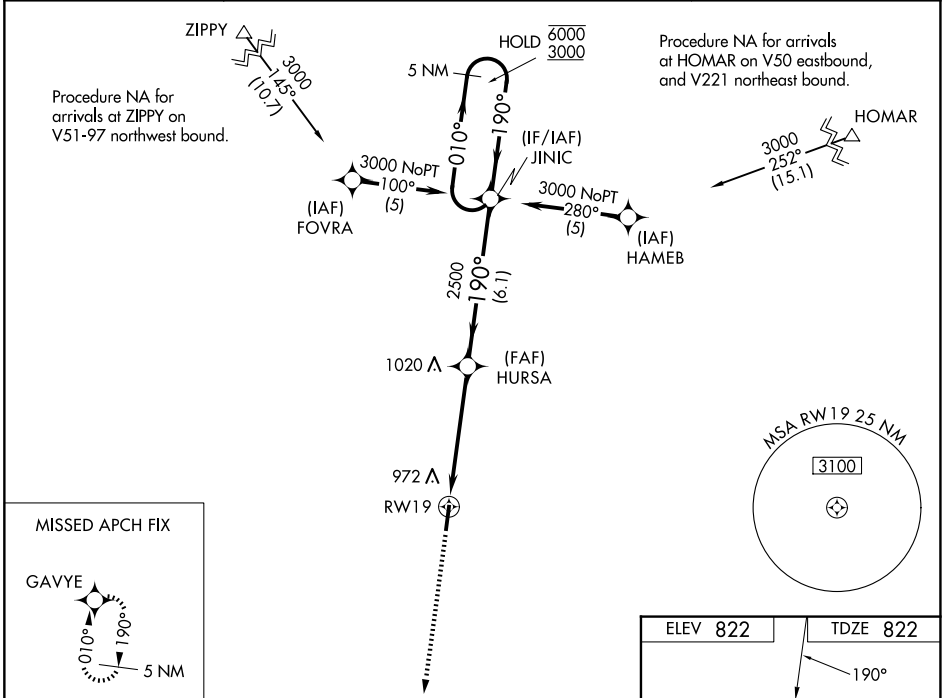 ZIPPY
3000
145°
(10.7)
Procedure NA for
arrivals at ZIPPY on
V51-97 northwest bound.
HOLD 6000
3000
5 NM
010°
190°
(IF/IAF)
JINIC
Procedure NA for arrivals
at HOMAR on V50 eastbound,
and V221 northeast bound.
HOMAR
3000
252°
(15.1)
3000 NoPT
100°
(5)
(IAF)
FOVRA
3000 NoPT
280°
(5)
(IAF)
HAMEB
2500
190°
(6.1)
1020
(FAF)
HURSA
972
RW19
MSA RW19 25 NM
3100
MISSED APCH FIX
GAVYE
010°
190°
5 NM
ELEV 822
TDZE 822
190°